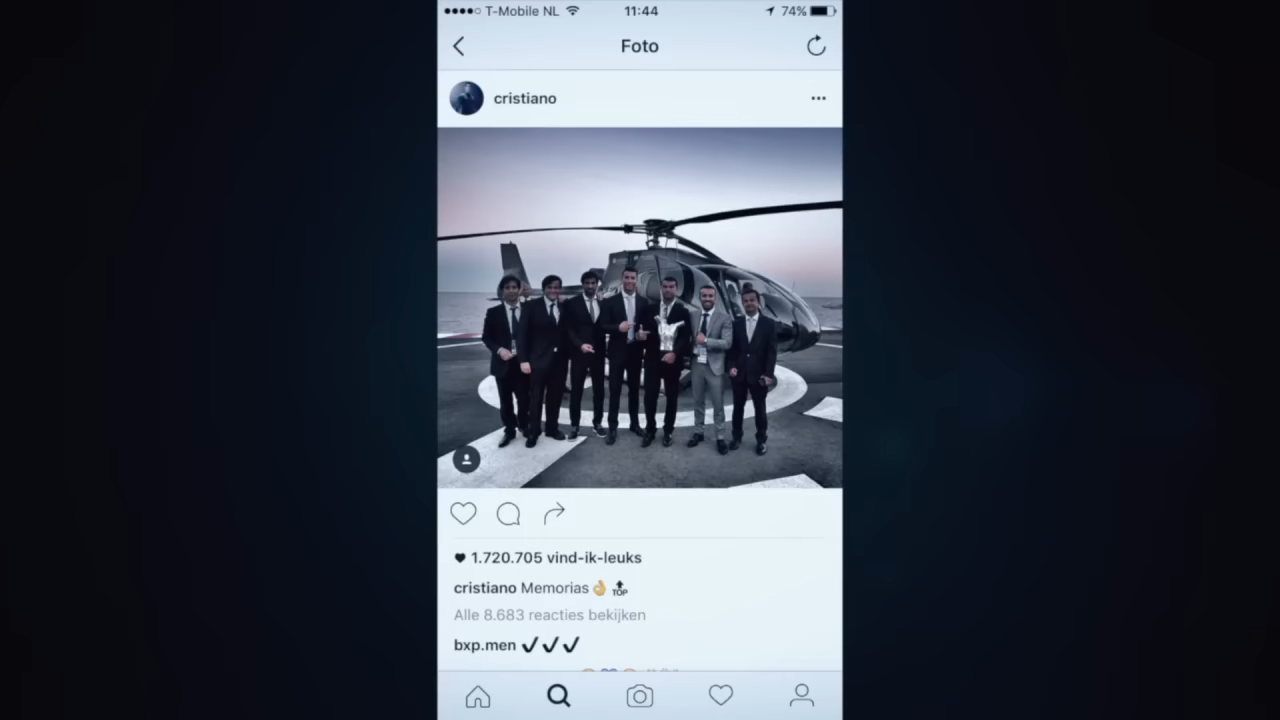 T-Mobile NL 11:44 74%
Foto
cristiano
1.720.705 vind-ik-leuks
cristiano Memorias👌🔝
Alle 8.683 reacties bekijken
bxp.men ✔✔✔